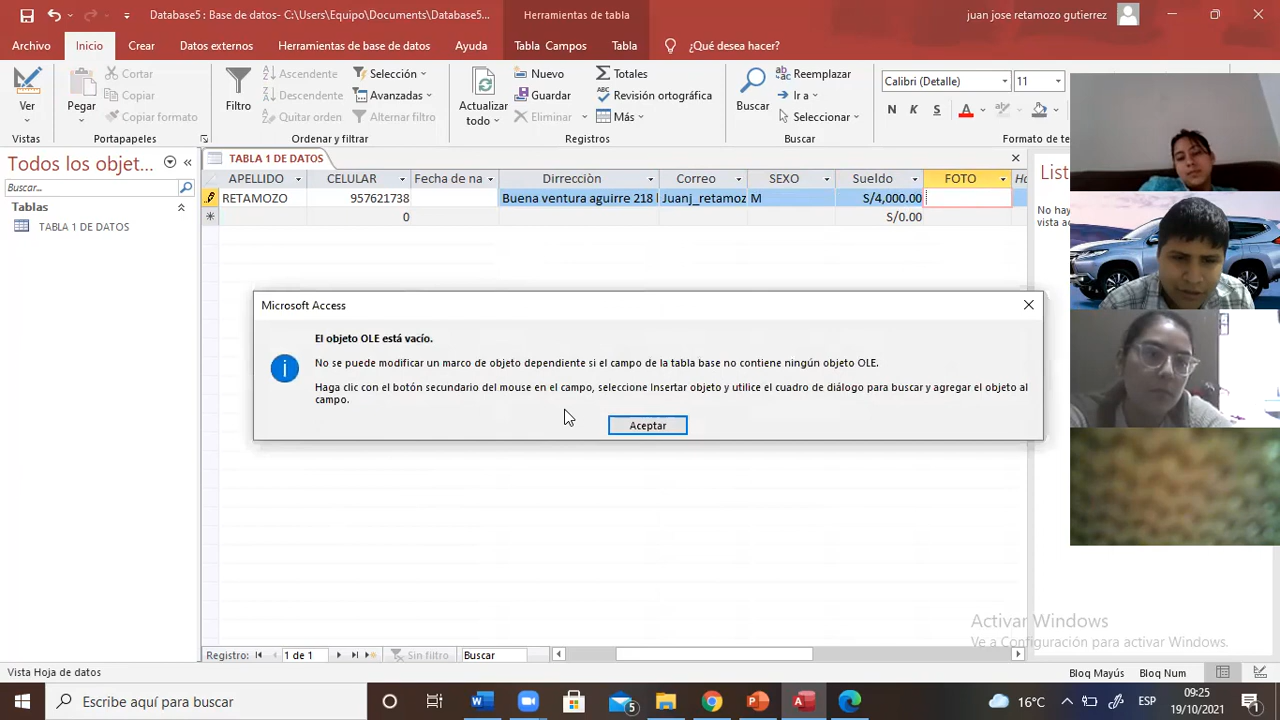 Database5 : Base de datos- C:\Users\Equipo\Documents\Database5...
Herramientas de tabla
juan jose retamozo gutierrez
Archivo Inicio Crear Datos externos Herramientas de base de datos Ayuda Tabla Campos Tabla ¿Qué desea hacer?
Ver
Vistas
Pegar
Cortar
Copiar
Copiar formato
Portapapeles
Filtro
Ascendente
Descendente
Quitar orden
Selección
Avanzadas
Alternar filtro
Ordenar y filtrar
Actualizar
todo
Nuevo
Guardar
Eliminar
Totales
Revisión ortográfica
Más
Registros
Buscar
Reemplazar
Ir a
Seleccionar
Buscar
Calibri (Detalle) 11
N K S A
Formato de te
Todos los objet...
Buscar...
Tablas
TABLA 1 DE DATOS
TABLA 1 DE DATOS
APELLIDO CELULAR Fecha de na Dirrecciòn Correo SEXO Sueldo FOTO
RETAMOZO 957621738 Buena ventura aguirre 218 Juanj_retamoz M S/4,000.00
0 S/0.00
List
No hay
vista ac
Microsoft Access
El objeto OLE está vacío.
No se puede modificar un marco de objeto dependiente si el campo de la tabla base no contiene ningún objeto OLE.
Haga clic con el botón secundario del mouse en el campo, seleccione Insertar objeto y utilice el cuadro de diálogo para buscar y agregar el objeto al
campo.
Aceptar
Activar Windows
Ve a Configuración para activar Windows.
Registro: 1 de 1 Sin filtro Buscar
Vista Hoja de datos
Bloq Mayús Bloq Num
Escribe aquí para buscar
5
16°C
ESP
09:25
19/10/2021
1